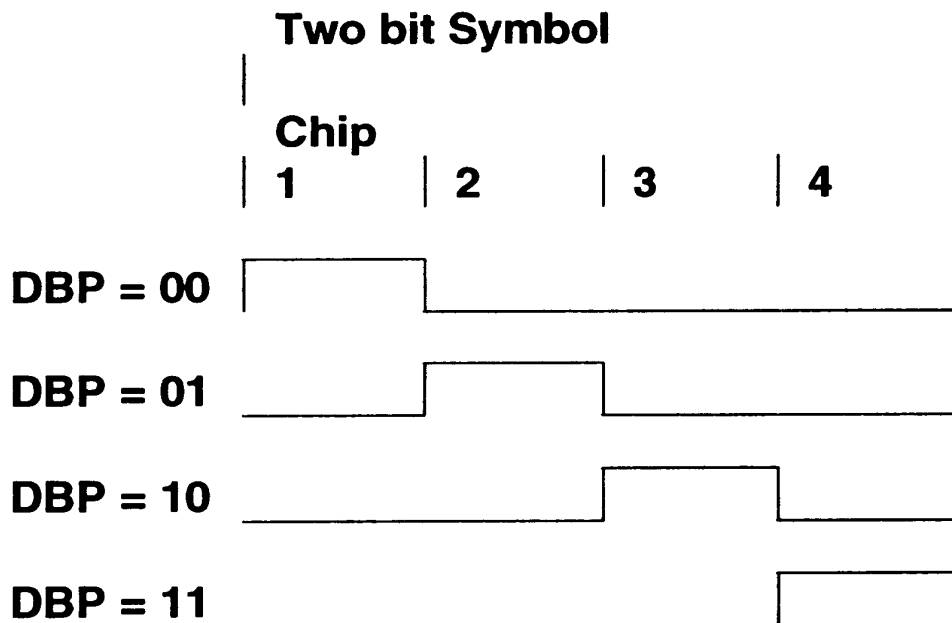 Two bit Symbol
Chip
1 2 3 4
DBP = 00
DBP = 01
DBP = 10
DBP = 11